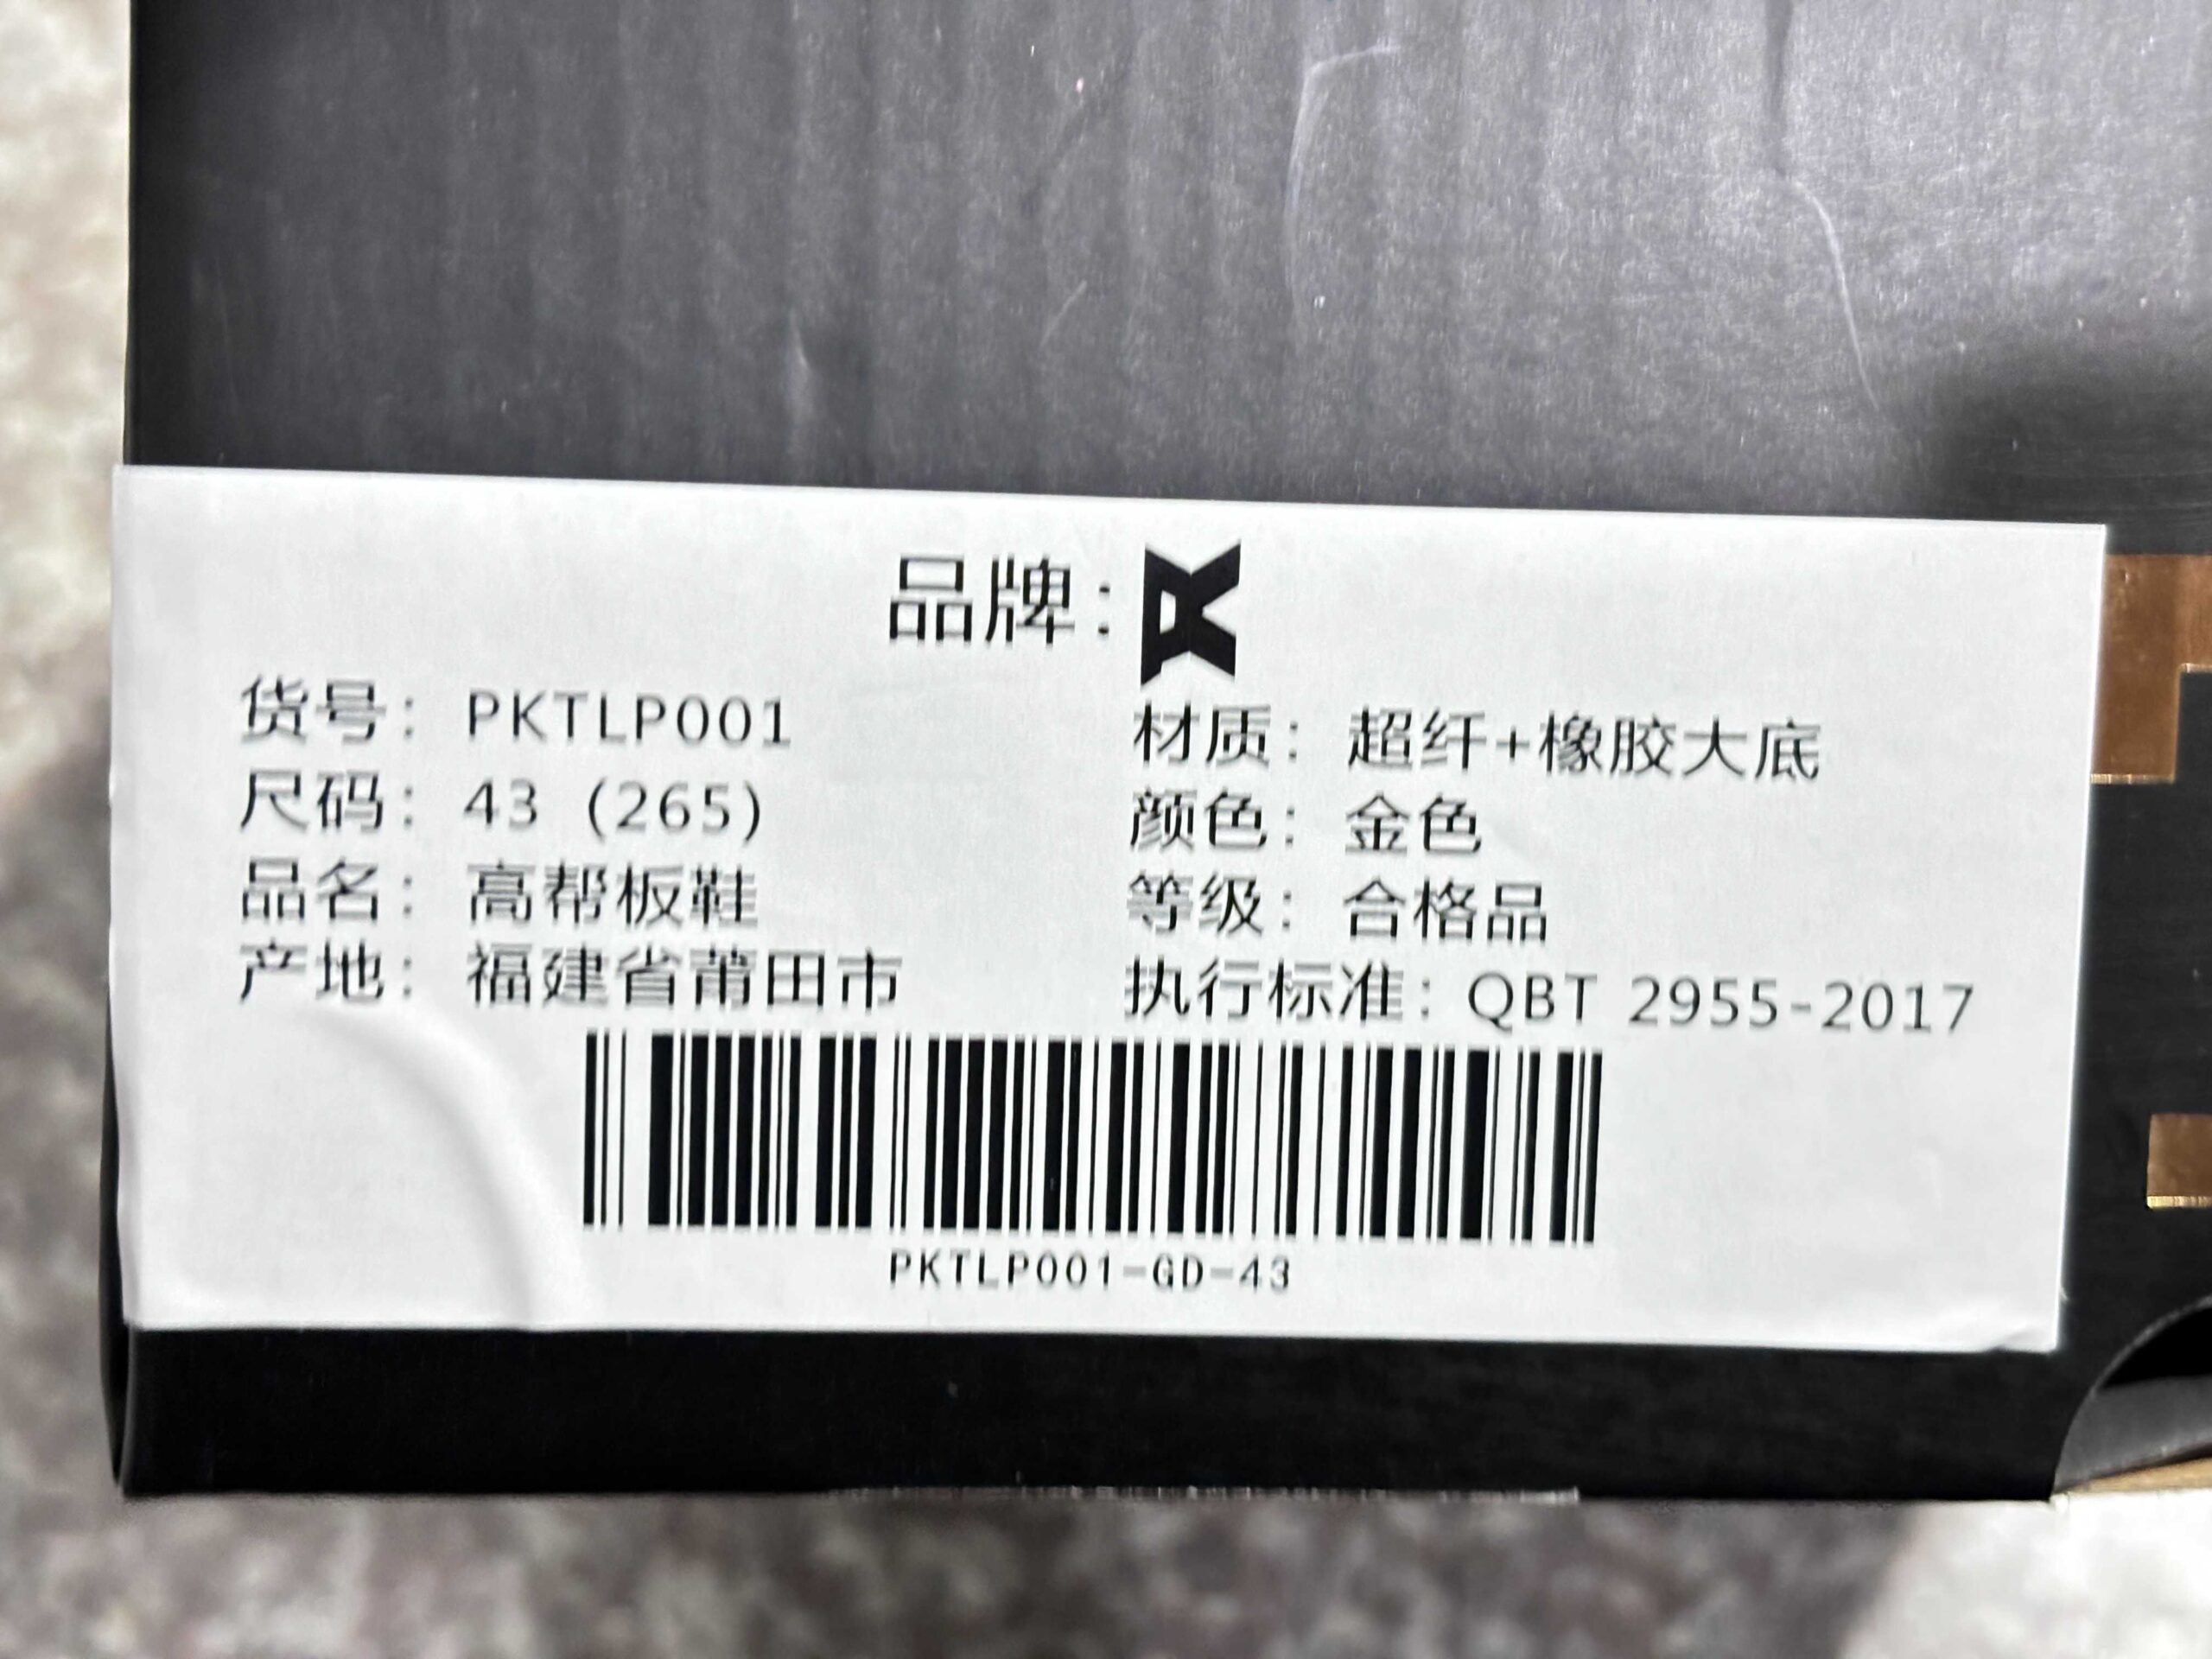 品牌:
货号: PKTLP001
尺码: 43 (265)
品名: 高帮板鞋
产地: 福建省莆田市
材质: 超纤+橡胶大底
颜色: 金色
等级: 合格品
执行标准: QBT 2955-2017
PKTLP001-GD-43